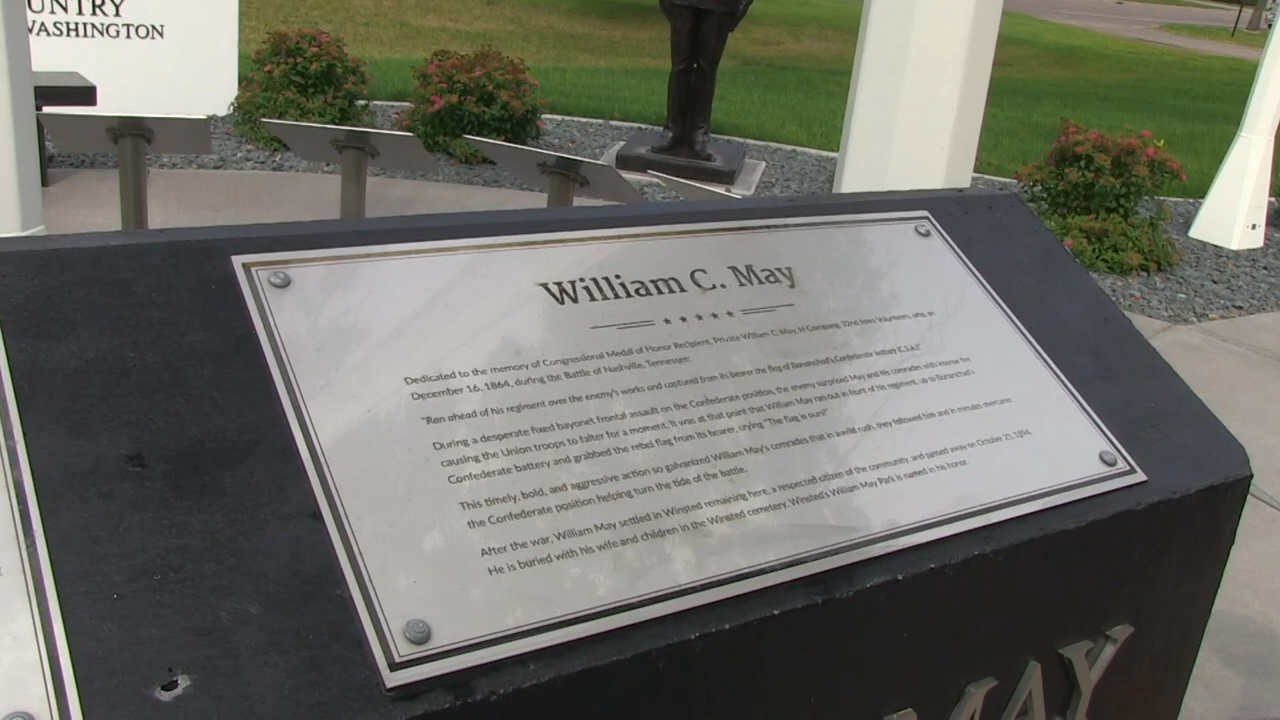 UNTRY
WASHINGTON
William C. May
Dedicated to the memory of Congressional Medal of Honor Recipient, Private William C. May, H Company, 32nd Iowa Volunteers, who on
December 16, 1864, during the Battle of Nashville, Tennessee:
"Ran ahead of his regiment over the enemy's works and captured from its bearer the flag of Bonanchad's Confederate battery (C.S.A.)"
During a desperate fixed bayonet frontal assault on the Confederate position, the enemy surprised May and his comrades with intense fire
causing the Union troops to falter for a moment. It was at that point that William May ran out in front of his regiment, up to Bonanchad's
Confederate battery and grabbed the rebel flag from its bearer, crying "The flag is ours!"
This timely, bold, and aggressive action so galvanized William May's comrades that in a wild rush, they followed him and in minutes overcame
the Confederate position helping turn the tide of the battle.
After the war, William May settled in Winsted remaining here, a respected citizen of the community, and passed away on October 21, 1894.
He is buried with his wife and children in the Winsted cemetery. Winsted's William May Park is named in his honor.
MAY